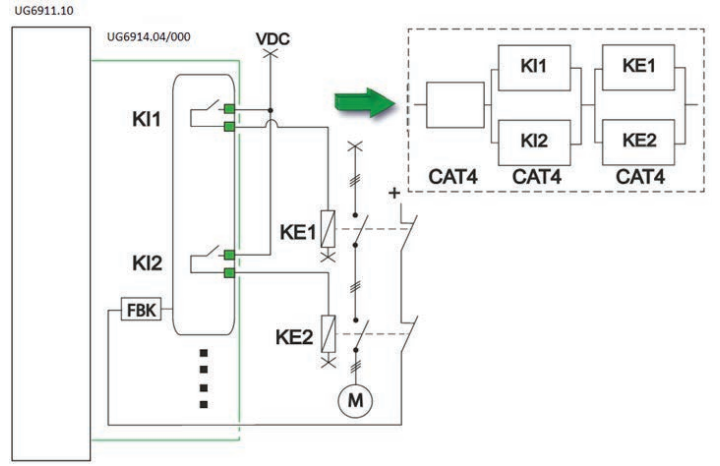 UG6911.10
UG6914.04/000
VDC
KI1
KI2
FBK
KE1
KE2
M
+
KI1
KE1
KI2
KE2
CAT4
CAT4
CAT4